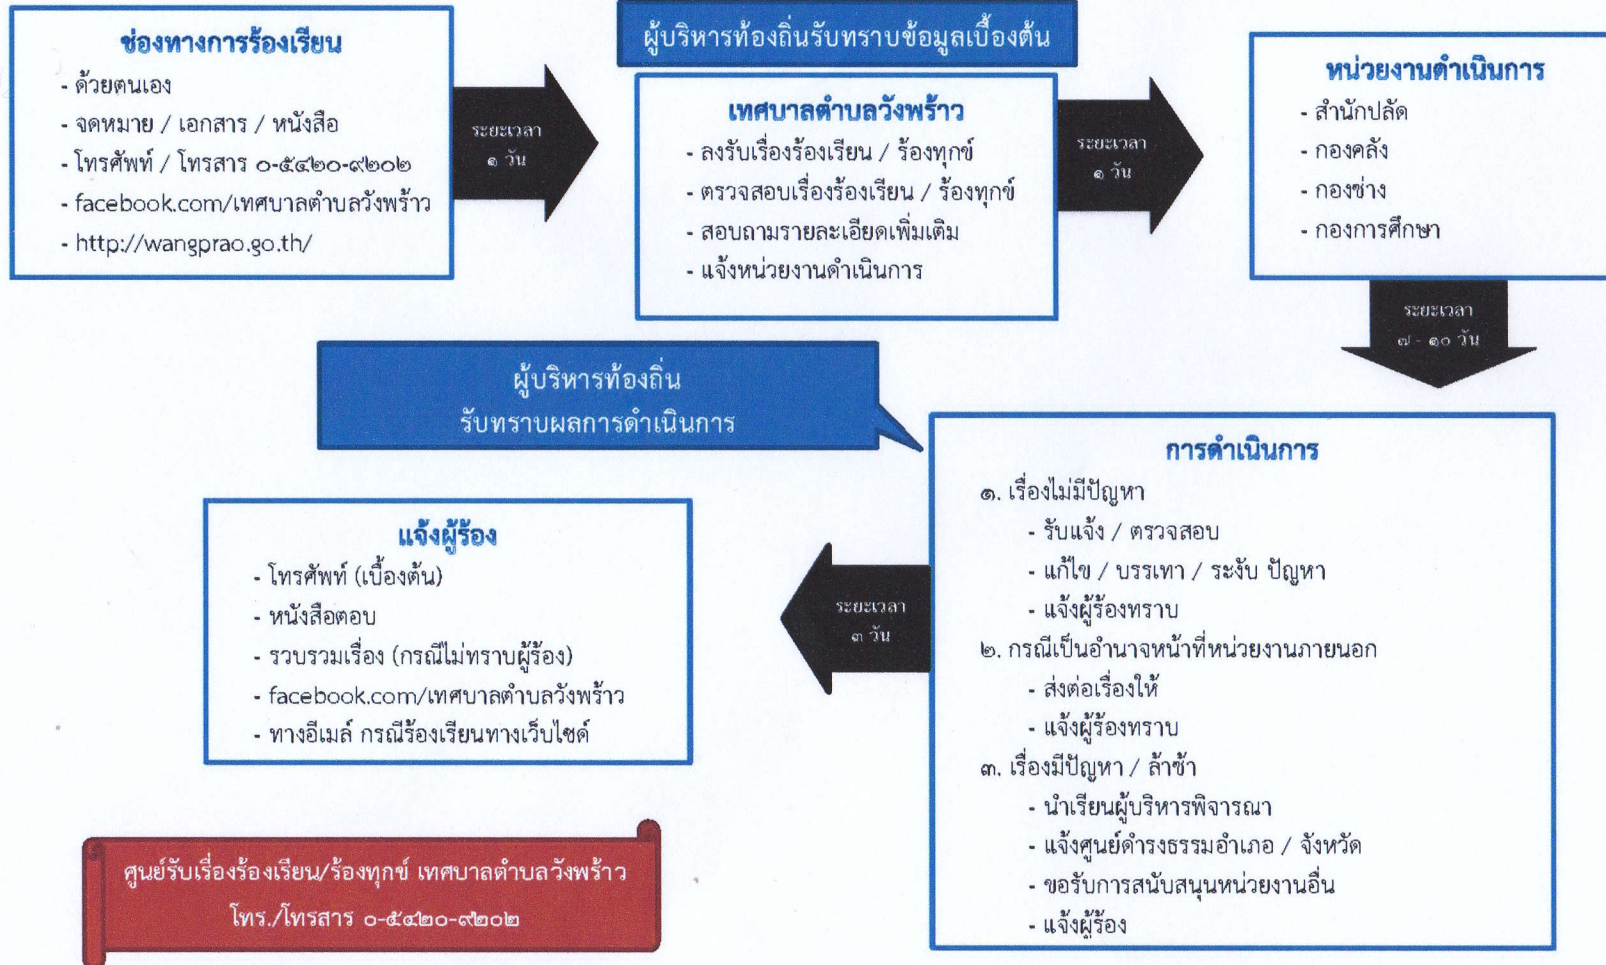 ช่องทางการร้องเรียน
- ด้วยตนเอง
- จดหมาย / เอกสาร / หนังสือ
- โทรศัพท์ / โทรสาร ๐-๕๔๒๐-๙๒๐๒
- facebook.com/เทศบาลตำบลวังพร้าว
- http://wangprao.go.th/
ระยะเวลา
๑ วัน
ผู้บริหารท้องถิ่นรับทราบข้อมูลเบื้องต้น
เทศบาลตำบลวังพร้าว
- ลงรับเรื่องร้องเรียน / ร้องทุกข์
- ตรวจสอบเรื่องร้องเรียน / ร้องทุกข์
- สอบถามรายละเอียดเพิ่มเติม
- แจ้งหน่วยงานดำเนินการ
ระยะเวลา
๑ วัน
หน่วยงานดำเนินการ
- สำนักปลัด
- กองคลัง
- กองช่าง
- กองการศึกษา
ระยะเวลา
๗ - ๑๐ วัน
ผู้บริหารท้องถิ่น
รับทราบผลการดำเนินการ
การดำเนินการ
๑. เรื่องไม่มีปัญหา
- รับแจ้ง / ตรวจสอบ
- แก้ไข / บรรเทา / ระงับ ปัญหา
- แจ้งผู้ร้องทราบ
๒. กรณีเป็นอำนาจหน้าที่หน่วยงานภายนอก
- ส่งต่อเรื่องให้
- แจ้งผู้ร้องทราบ
๓. เรื่องมีปัญหา / ล้าช้า
- นำเรียนผู้บริหารพิจารณา
- แจ้งศูนย์ดำรงธรรมอำเภอ / จังหวัด
- ขอรับการสนับสนุนหน่วยงานอื่น
- แจ้งผู้ร้อง
ระยะเวลา
๓ วัน
แจ้งผู้ร้อง
- โทรศัพท์ (เบื้องต้น)
- หนังสือตอบ
- รวบรวมเรื่อง (กรณีไม่ทราบผู้ร้อง)
- facebook.com/เทศบาลตำบลวังพร้าว
- ทางอีเมล์ กรณีร้องเรียนทางเว็บไซต์
ศูนย์รับเรื่องร้องเรียน/ร้องทุกข์ เทศบาลตำบลวังพร้าว
โทร./โทรสาร ๐-๕๔๒๐-๙๒๐๒